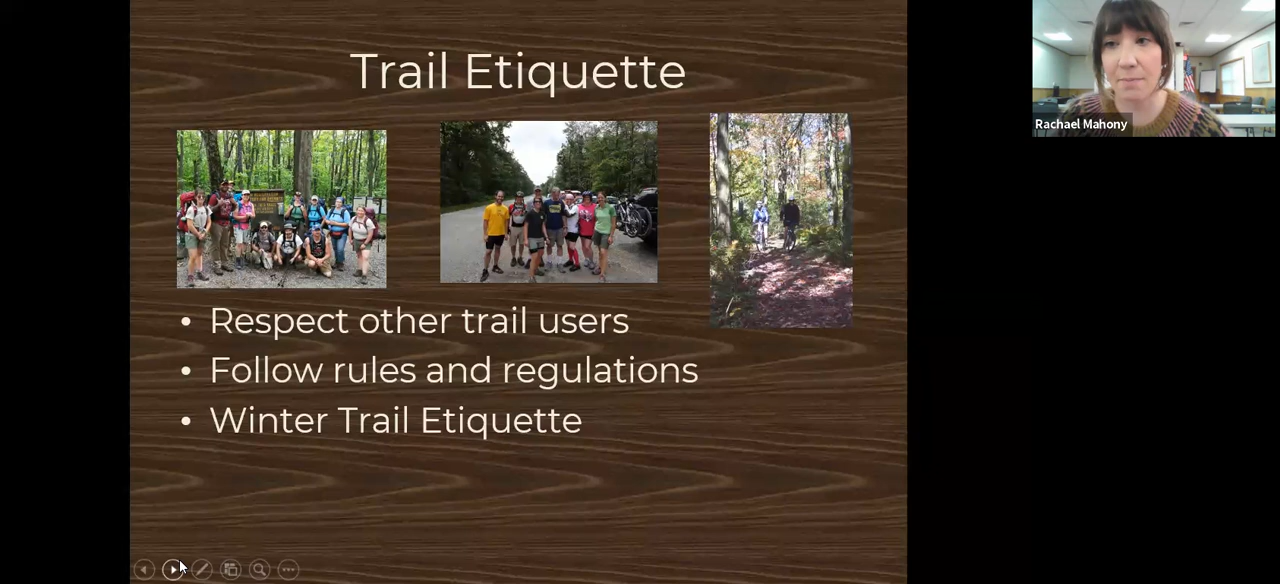 Trail Etiquette
Rachael Mahony
• Respect other trail users
• Follow rules and regulations
• Winter Trail Etiquette